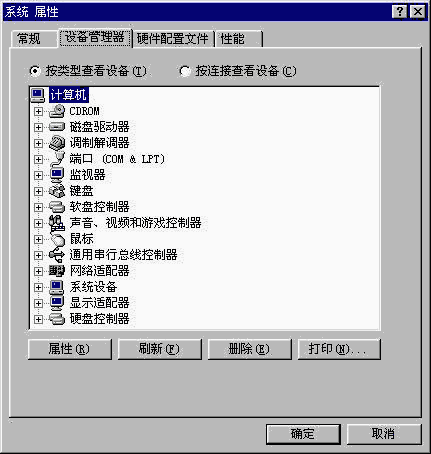 系统 属性
常规 设备管理器 硬件配置文件 性能
按类型查看设备(T) 按连接查看设备(C)
计算机
CDROM
磁盘驱动器
调制解调器
端口 (COM & LPT)
监视器
键盘
软盘控制器
声音、视频和游戏控制器
鼠标
通用串行总线控制器
网络适配器
系统设备
显示适配器
硬盘控制器
属性(R) 刷新(F) 删除(E) 打印(N)...
确定 取消